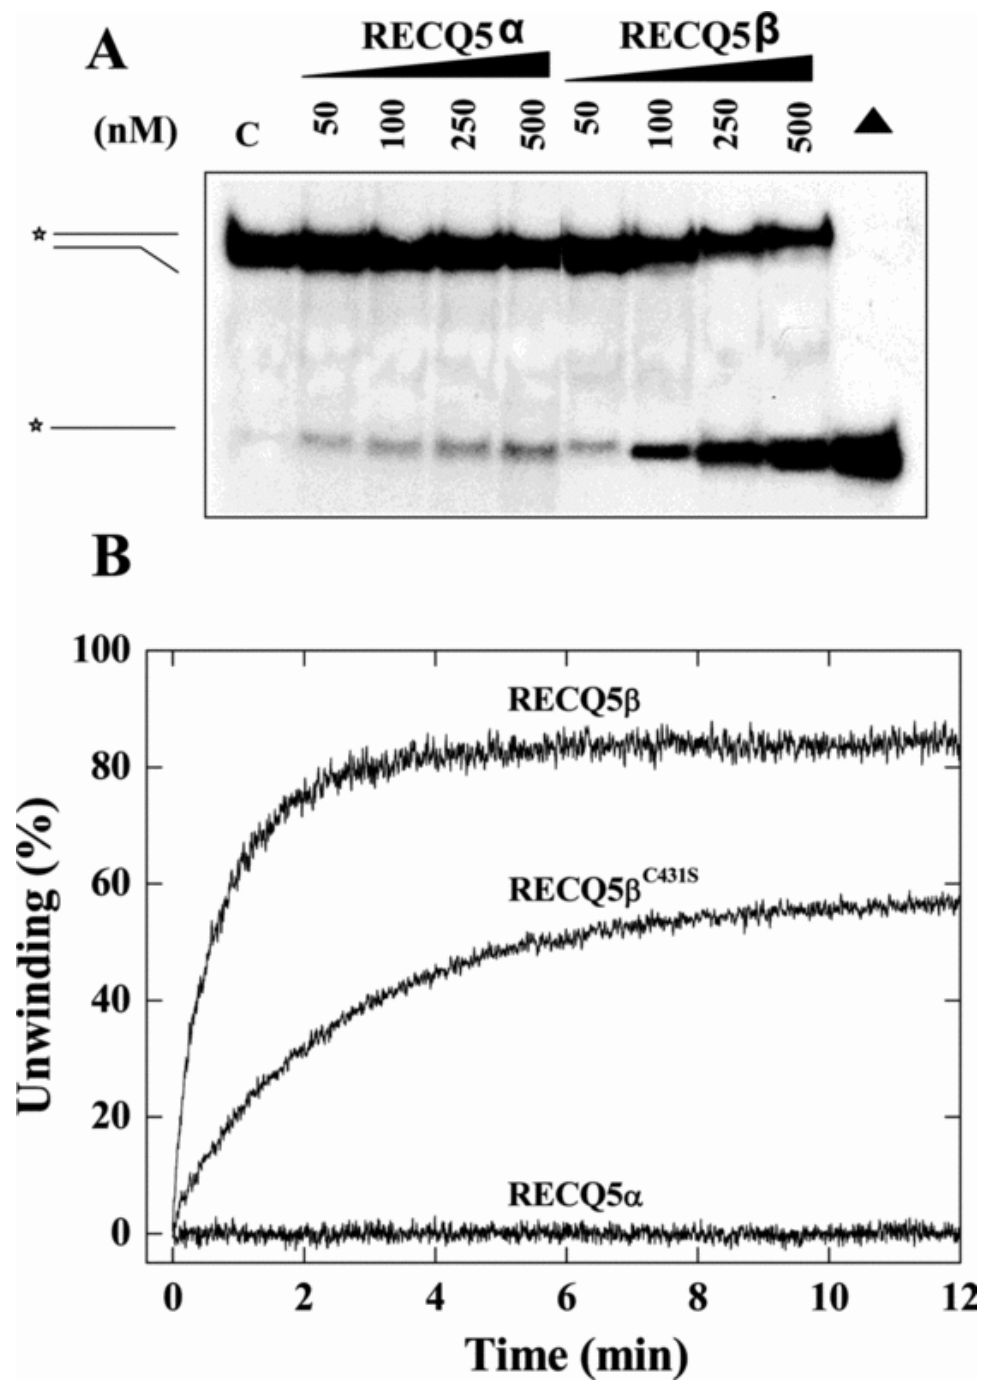 A
RECQ5α RECQ5β
(nM) C 50 100 250 500 50 100 250 500
B
100
80
60
40
20
0
Unwinding (%)
RECQ5β
RECQ5β^C431S
RECQ5α
0 2 4 6 8 10 12
Time (min)